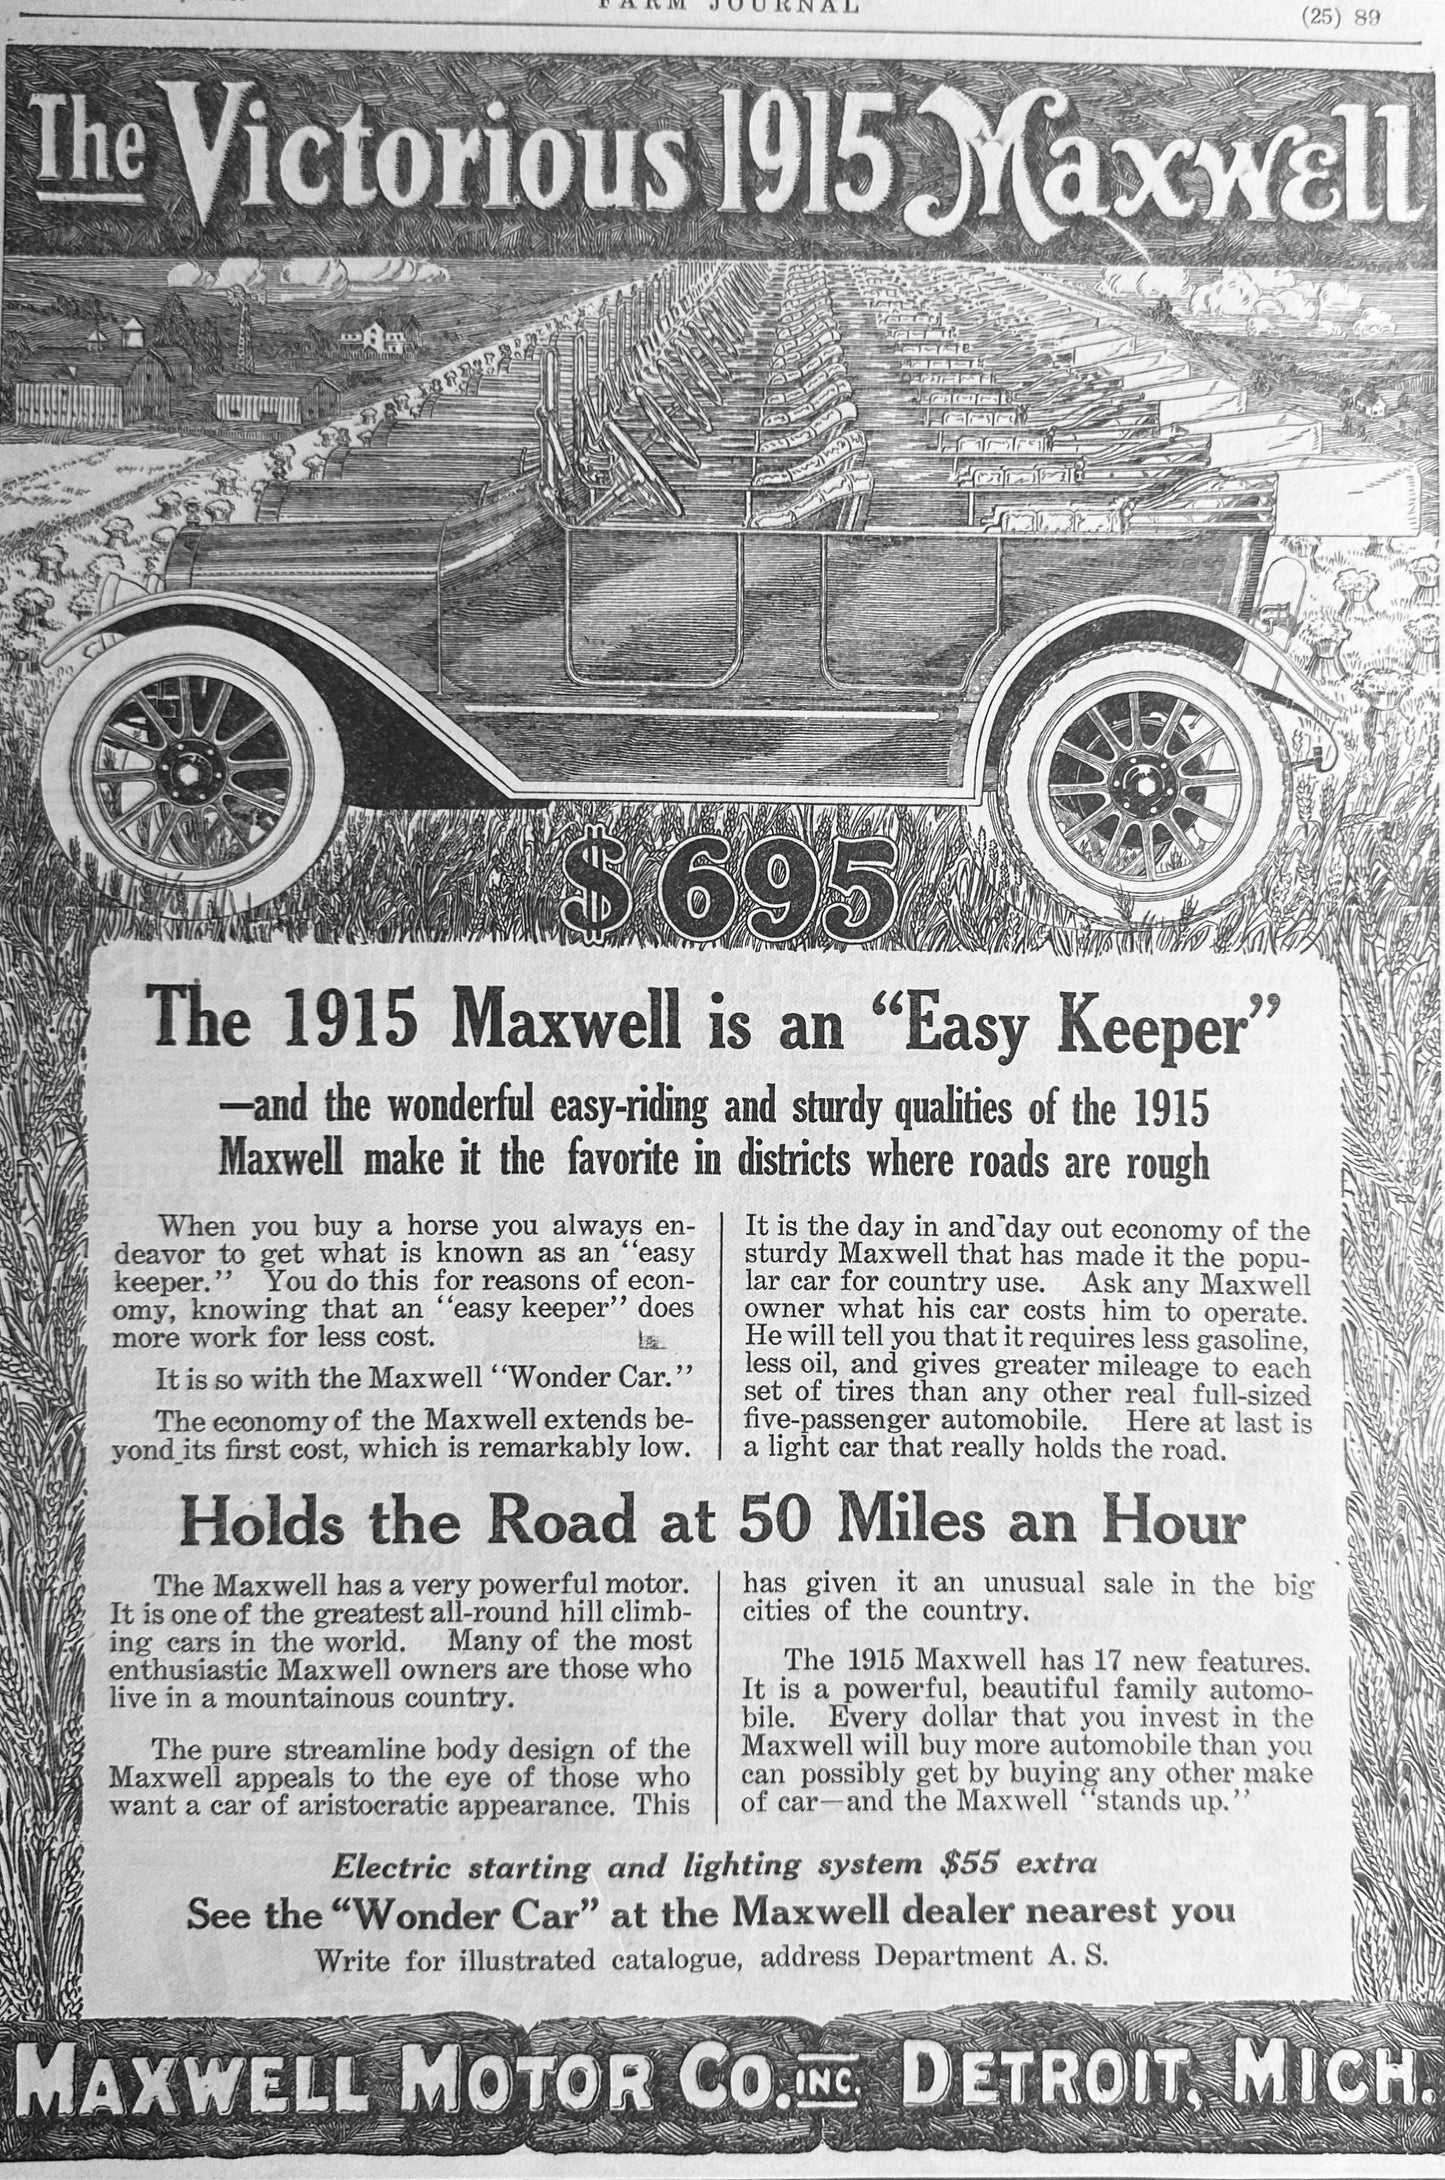 FARM JOURNAL
(25) 89
The Victorious 1915 Maxwell
$695
The 1915 Maxwell is an “Easy Keeper”
—and the wonderful easy-riding and sturdy qualities of the 1915
Maxwell make it the favorite in districts where roads are rough
When you buy a horse you always en-
deavor to get what is known as an “easy
keeper.” You do this for reasons of econ-
omy, knowing that an “easy keeper” does
more work for less cost.
It is so with the Maxwell “Wonder Car.”
The economy of the Maxwell extends be-
yond its first cost, which is remarkably low.
It is the day in and day out economy of the
sturdy Maxwell that has made it the popu-
lar car for country use. Ask any Maxwell
owner what his car costs him to operate.
He will tell you that it requires less gasoline,
less oil, and gives greater mileage to each
set of tires than any other real full-sized
five-passenger automobile. Here at last is
a light car that really holds the road.
Holds the Road at 50 Miles an Hour
The Maxwell has a very powerful motor.
It is one of the greatest all-round hill climb-
ing cars in the world. Many of the most
enthusiastic Maxwell owners are those who
live in a mountainous country.
The pure streamline body design of the
Maxwell appeals to the eye of those who
want a car of aristocratic appearance. This
has given it an unusual sale in the big
cities of the country.
The 1915 Maxwell has 17 new features.
It is a powerful, beautiful family automo-
bile. Every dollar that you invest in the
Maxwell will buy more automobile than you
can possibly get by buying any other make
of car—and the Maxwell “stands up.”
Electric starting and lighting system $55 extra
See the “Wonder Car” at the Maxwell dealer nearest you
Write for illustrated catalogue, address Department A. S.
MAXWELL MOTOR CO. INC. DETROIT, MICH.